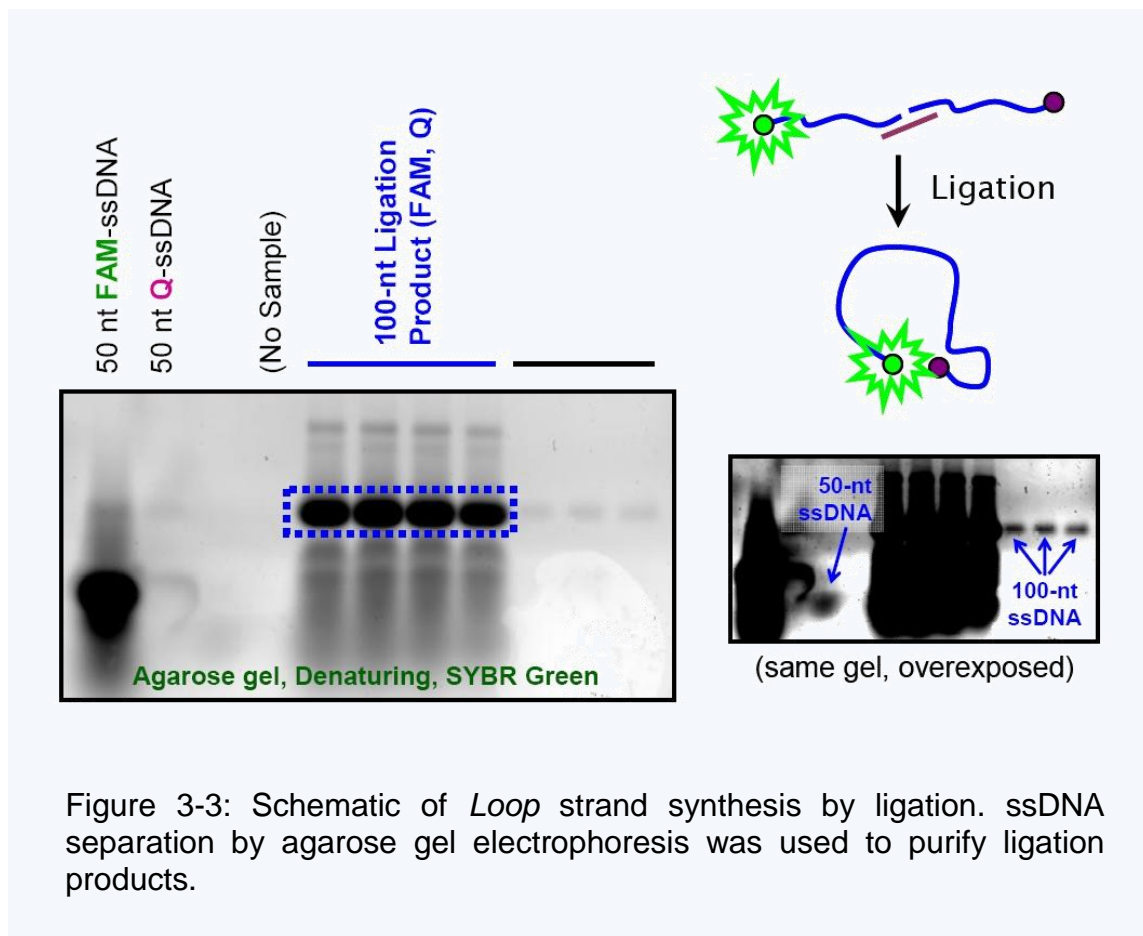 50 nt FAM-ssDNA
50 nt Q-ssDNA
(No Sample)
100-nt Ligation
Product (FAM, Q)
Ligation
Agarose gel, Denaturing, SYBR Green
50-nt
ssDNA
100-nt
ssDNA
(same gel, overexposed)
Figure 3-3: Schematic of Loop strand synthesis by ligation. ssDNA
separation by agarose gel electrophoresis was used to purify ligation
products.